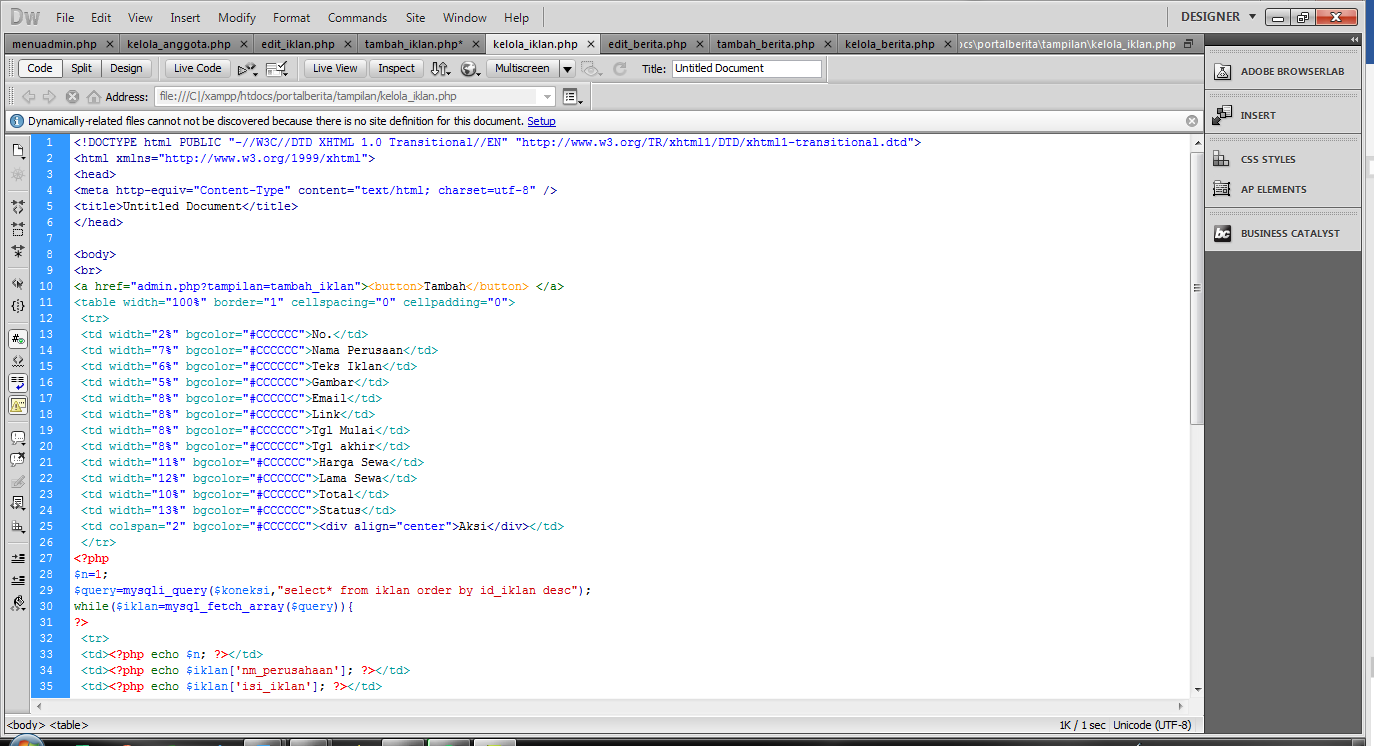 Dw File Edit View Insert Modify Format Commands Site Window Help DESIGNER
menuadmin.php kelola_anggota.php edit_iklan.php tambah_iklan.php* kelola_iklan.php edit_berita.php tambah_berita.php kelola_berita.php ocs\portalberita\tampilan\kelola_iklan.php
Code Split Design Live Code Live View Inspect Multiscreen Title: Untitled Document
Address: file:///C|/xampp/htdocs/portalberita/tampilan/kelola_iklan.php
Dynamically-related files cannot not be discovered because there is no site definition for this document. Setup
ADOBE BROWSERLAB
INSERT
CSS STYLES
AP ELEMENTS
BUSINESS CATALYST
1 <!DOCTYPE html PUBLIC "-//W3C//DTD XHTML 1.0 Transitional//EN" "http://www.w3.org/TR/xhtml1/DTD/xhtml1-transitional.dtd">
2 <html xmlns="http://www.w3.org/1999/xhtml">
3 <head>
4 <meta http-equiv="Content-Type" content="text/html; charset=utf-8" />
5 <title>Untitled Document</title>
6 </head>
7
8 <body>
9 <br>
10 <a href="admin.php?tampilan=tambah_iklan"><button>Tambah</button> </a>
11 <table width="100%" border="1" cellspacing="0" cellpadding="0">
12 <tr>
13 <td width="2%" bgcolor="#CCCCCC">No.</td>
14 <td width="7%" bgcolor="#CCCCCC">Nama Perusaan</td>
15 <td width="6%" bgcolor="#CCCCCC">Teks Iklan</td>
16 <td width="5%" bgcolor="#CCCCCC">Gambar</td>
17 <td width="8%" bgcolor="#CCCCCC">Email</td>
18 <td width="8%" bgcolor="#CCCCCC">Link</td>
19 <td width="8%" bgcolor="#CCCCCC">Tgl Mulai</td>
20 <td width="8%" bgcolor="#CCCCCC">Tgl akhir</td>
21 <td width="11%" bgcolor="#CCCCCC">Harga Sewa</td>
22 <td width="12%" bgcolor="#CCCCCC">Lama Sewa</td>
23 <td width="10%" bgcolor="#CCCCCC">Total</td>
24 <td width="13%" bgcolor="#CCCCCC">Status</td>
25 <td colspan="2" bgcolor="#CCCCCC"><div align="center">Aksi</div></td>
26 </tr>
27 <?php
28 $n=1;
29 $query=mysqli_query($koneksi,"select* from iklan order by id_iklan desc");
30 while($iklan=mysql_fetch_array($query)){
31 ?>
32 <tr>
33 <td><?php echo $n; ?></td>
34 <td><?php echo $iklan['nm_perusahaan']; ?></td>
35 <td><?php echo $iklan['isi_iklan']; ?></td>
<body> <table> 1K / 1 sec Unicode (UTF-8)